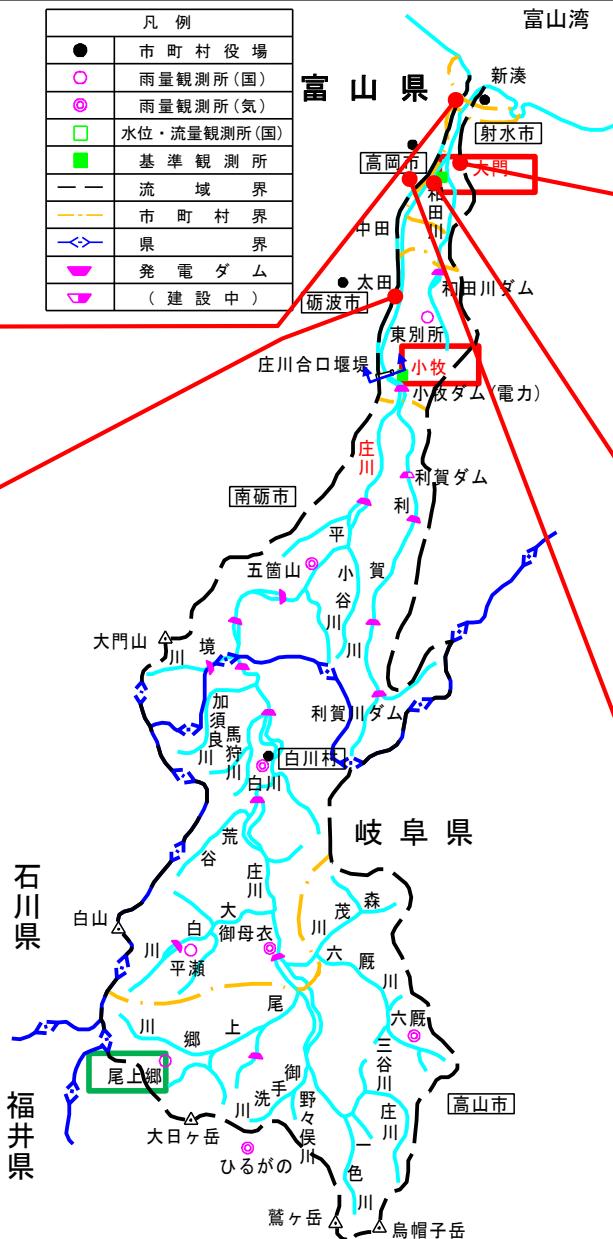 凡例
市町村役場
雨量観測所(国)
雨量観測所(気)
水位・流量観測所(国)
基準観測所
流域界
市町村界
県界
発電ダム
(建設中)
富山湾
富山県
新湊
射水市
高岡市
大門
和田川
中田
太田
和田川ダム
砺波市
東別所
庄川合口堰堤
小牧
小牧ダム(電力)
庄川
利賀ダム
南砺市
利賀川
平
五箇山
小谷川
大門山
境川
加須良川
馬狩川
利賀川ダム
白川村
白川
岐阜県
荒谷
庄川
石川県
森茂川
白山
大白川
御母衣
平瀬
六厩川
六厩
尾上郷川
三谷川
尾上郷
御手洗川
野々俣川
庄川
高山市
福井県
大日ヶ岳
一色川
ひるがの
鷲ヶ岳
烏帽子岳